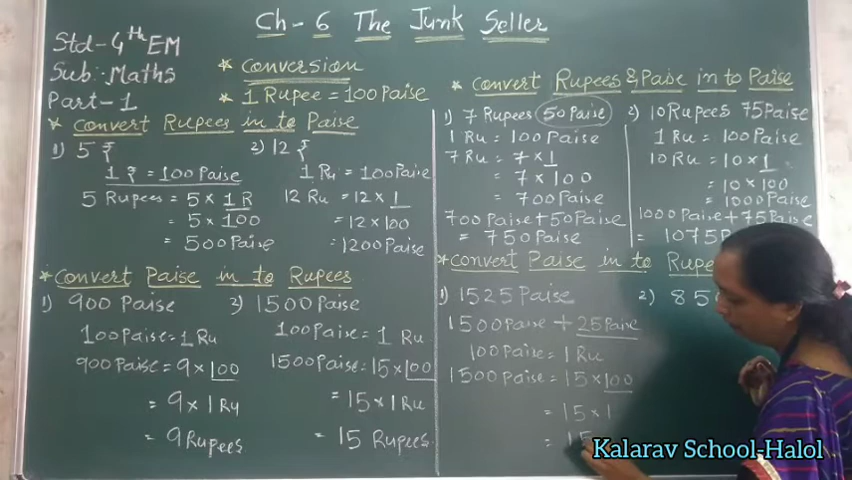 Ch - 6 The Junk Seller
Std-4th EM
Sub:- Maths
Part-1
* Conversion
* 1 Rupee = 100 Paise
* Convert Rupees in to Paise
1) 5 ₹
1 ₹ = 100 Paise
5 Rupees = 5 × 1 R
= 5 × 100
= 500 Paise
2) 12 ₹
1 Ru = 100 Paise
12 Ru = 12 × 1
= 12 × 100
= 1200 Paise
* Convert Paise in to Rupees
1) 900 Paise
100 Paise = 1 Ru
900 Paise = 9 × 100
= 9 × 1 Ru
= 9 Rupees
2) 1500 Paise
100 Paise = 1 Ru
1500 Paise = 15 × 100
= 15 × 1 Ru
= 15 Rupees
* Convert Rupees & Paise in to Paise
1) 7 Rupees 50 Paise
1 Ru = 100 Paise
7 Ru = 7 × 1
= 7 × 100
= 700 Paise
700 Paise + 50 Paise
= 750 Paise
2) 10 Rupees 75 Paise
1 Ru = 100 Paise
10 Ru = 10 × 1
= 10 × 100
= 1000 Paise
1000 Paise + 75 Paise
= 1075
* Convert Paise in to
1) 1525 Paise
1500 Paise + 25 Paise
100 Paise = 1 Ru
1500 Paise = 15 × 100
= 15 × 1
= 15
2) 85
Kalarav School-Halol